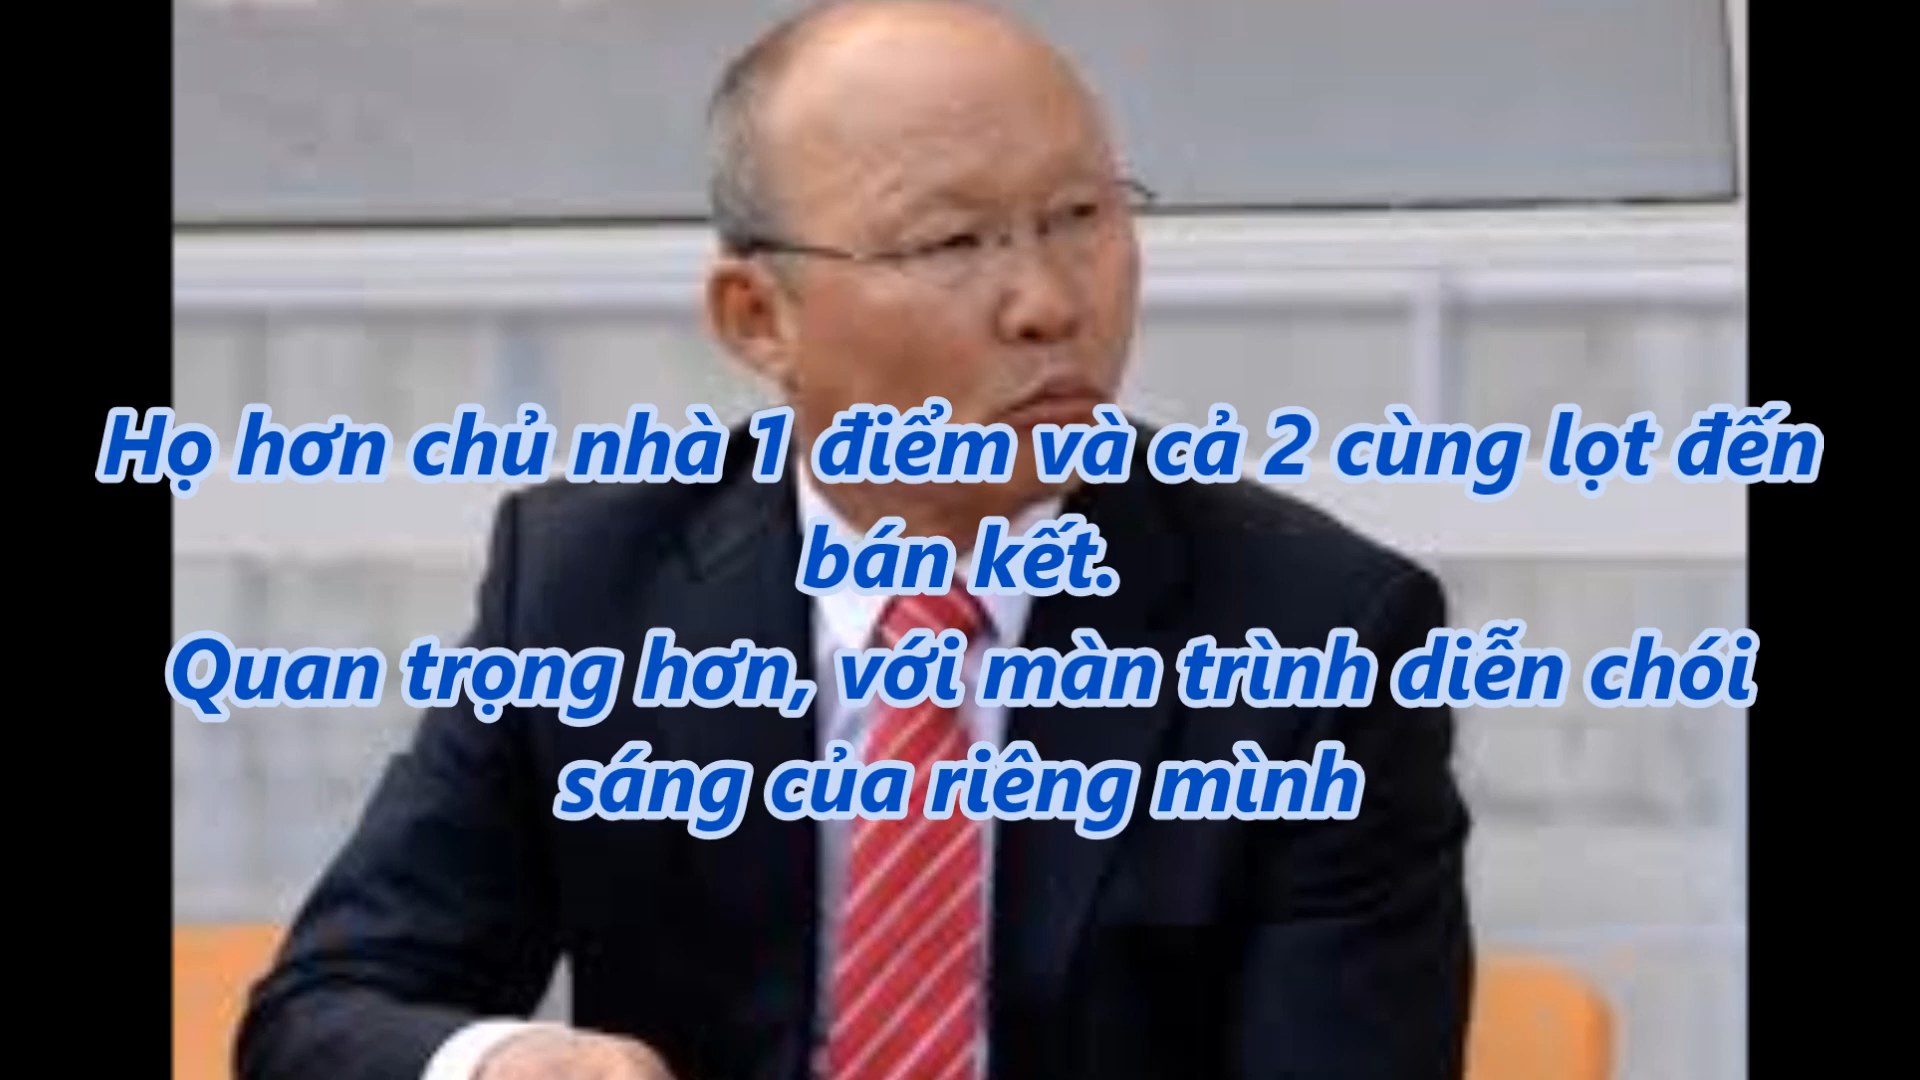 Họ hơn chủ nhà 1 điểm và cả 2 cùng lọt đến
bán kết.
Quan trọng hơn, với màn trình diễn chói
sáng của riêng mình